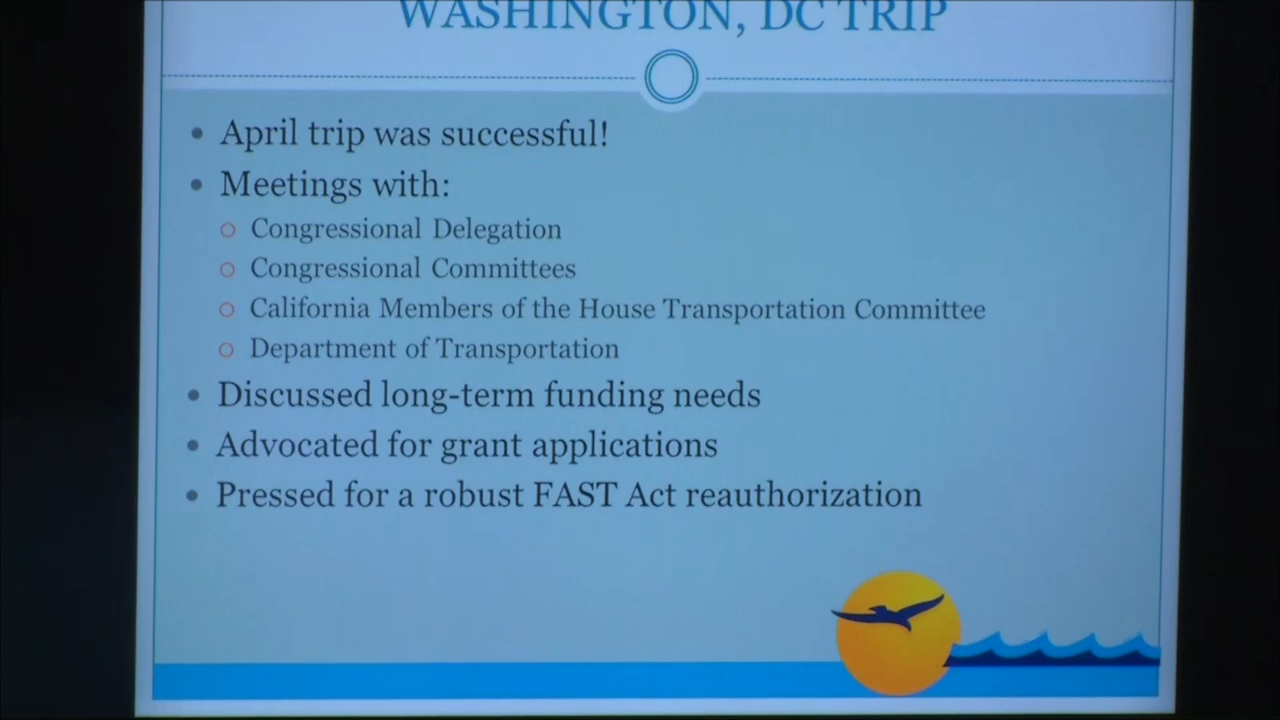 WASHINGTON, DC TRIP
• April trip was successful!
• Meetings with:
○ Congressional Delegation
○ Congressional Committees
○ California Members of the House Transportation Committee
○ Department of Transportation
• Discussed long-term funding needs
• Advocated for grant applications
• Pressed for a robust FAST Act reauthorization